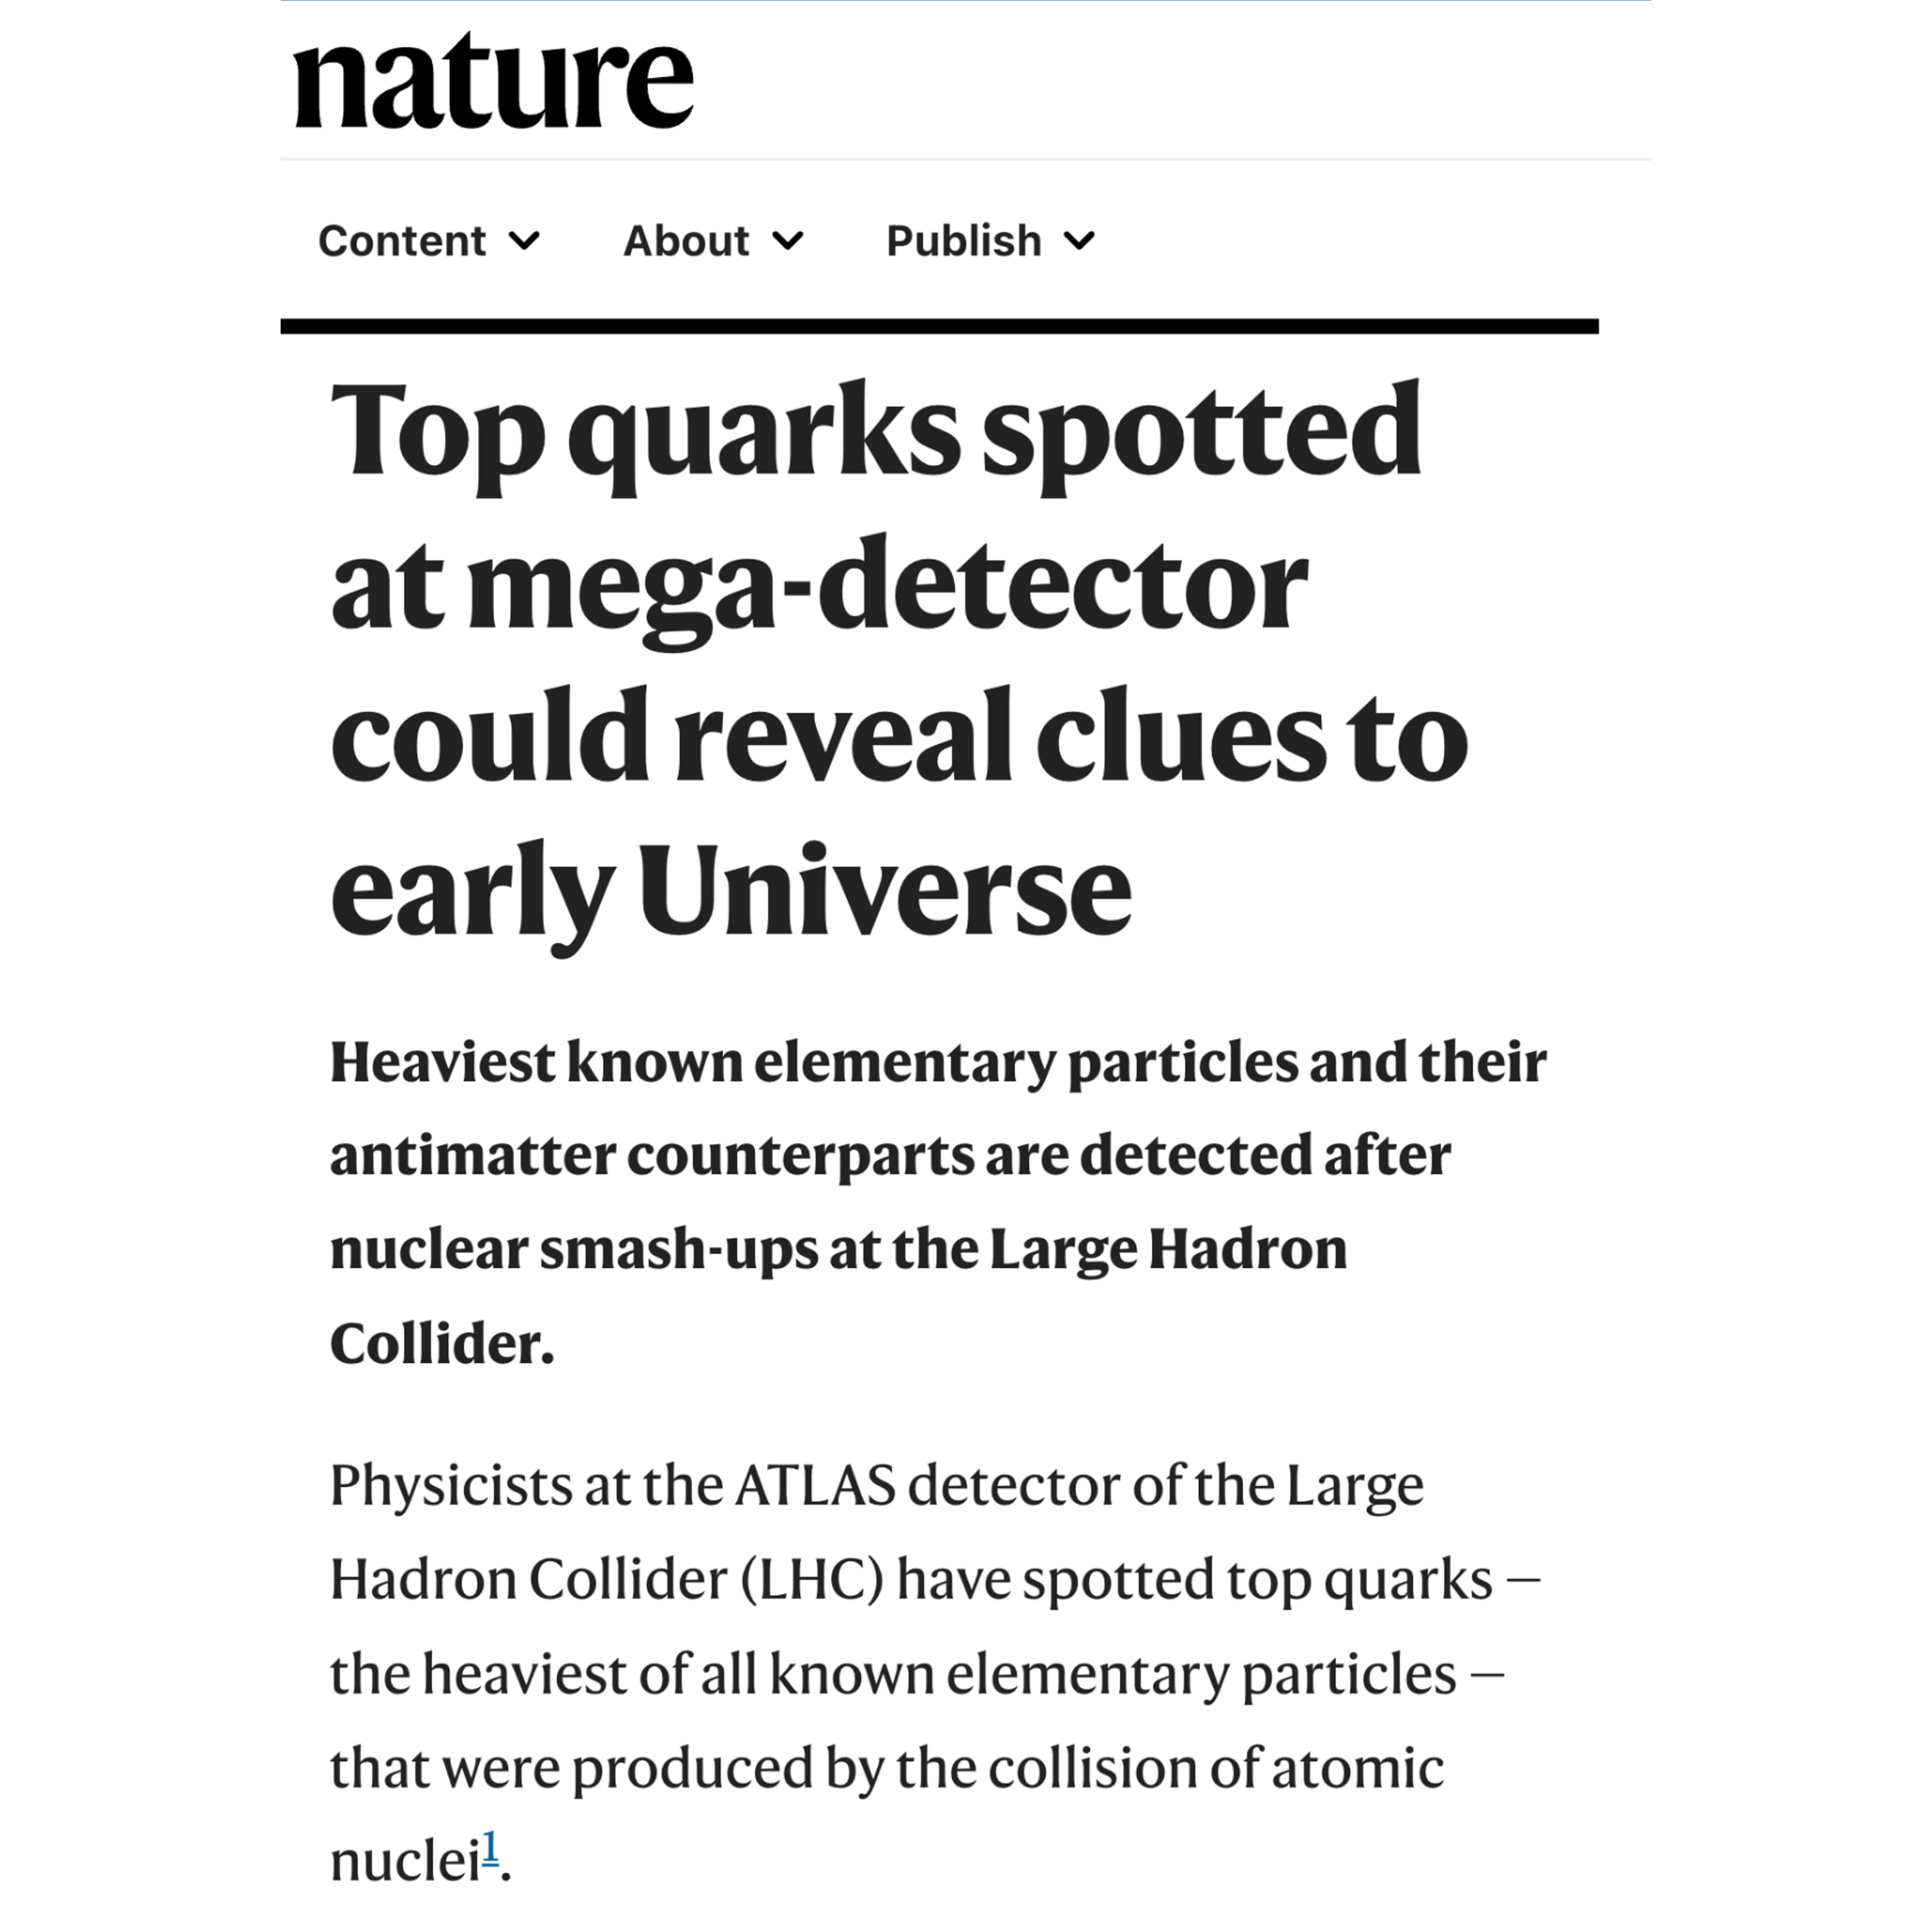 nature
Content About Publish
Top quarks spotted
at mega-detector
could reveal clues to
early Universe
Heaviest known elementary particles and their
antimatter counterparts are detected after
nuclear smash-ups at the Large Hadron
Collider.
Physicists at the ATLAS detector of the Large
Hadron Collider (LHC) have spotted top quarks —
the heaviest of all known elementary particles —
that were produced by the collision of atomic
nuclei1.